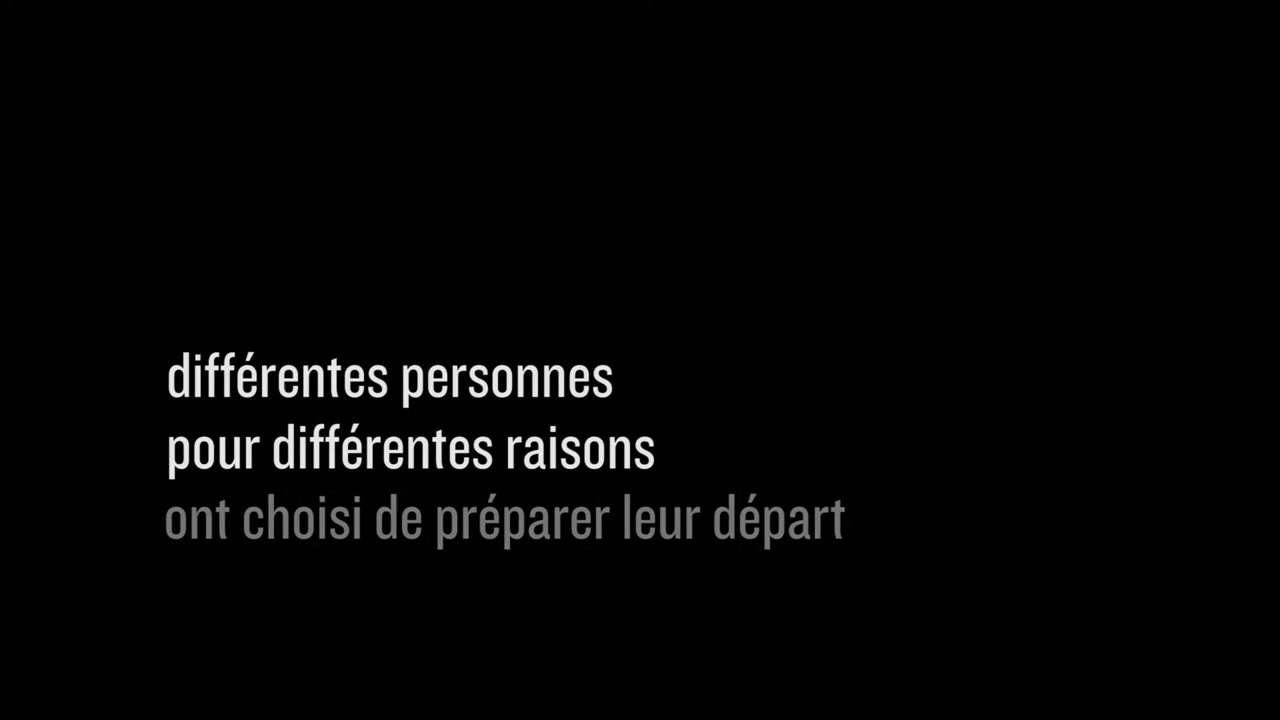 différentes personnes
pour différentes raisons
ont choisi de préparer leur départ